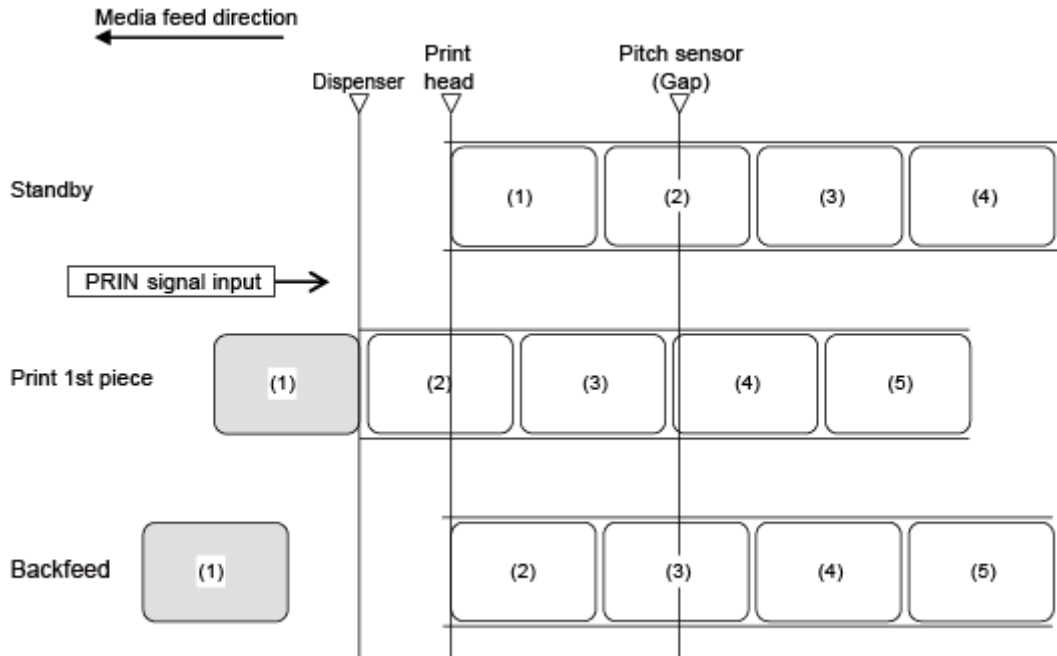 Media feed direction
Dispenser
Print
head
Pitch sensor
(Gap)
Standby
(1)
(2)
(3)
(4)
PRIN signal input
Print 1st piece
(1)
(2)
(3)
(4)
(5)
Backfeed
(1)
(2)
(3)
(4)
(5)